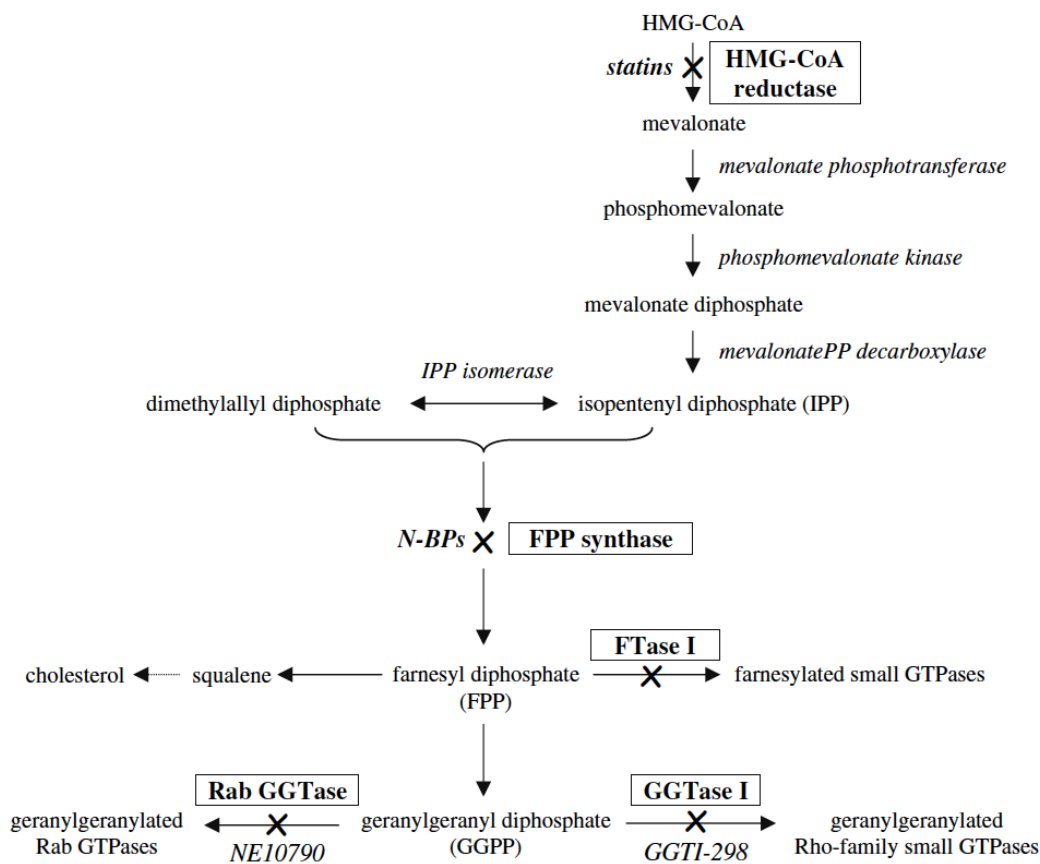 HMG-CoA
statins
HMG-CoA
reductase
mevalonate
mevalonate phosphotransferase
phosphomevalonate
phosphomevalonate kinase
mevalonate diphosphate
mevalonatePP decarboxylase
IPP isomerase
dimethylallyl diphosphate
isopentenyl diphosphate (IPP)
N-BPs
FPP synthase
FTase I
cholesterol
squalene
farnesyl diphosphate
(FPP)
farnesylated small GTPases
Rab GGTase
GGTase I
geranylgeranylated
Rab GTPases
NE10790
geranylgeranyl diphosphate
(GGPP)
GGTI-298
geranylgeranylated
Rho-family small GTPases